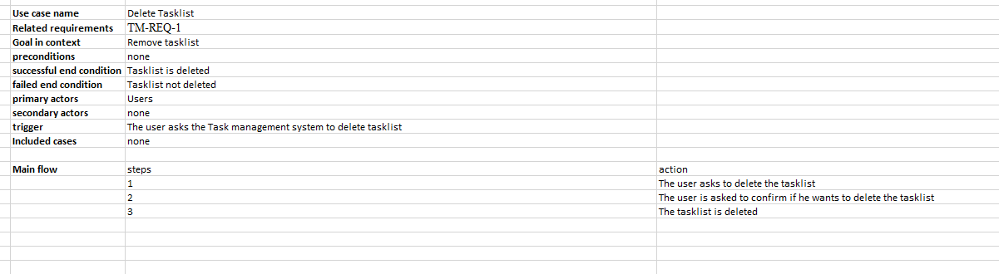 Use case name Delete Tasklist
Related requirements TM-REQ-1
Goal in context Remove tasklist
preconditions none
successful end condition Tasklist is deleted
failed end condition Tasklist not deleted
primary actors Users
secondary actors none
trigger The user asks the Task management system to delete tasklist
Included cases none
Main flow steps action
1 The user asks to delete the tasklist
2 The user is asked to confirm if he wants to delete the tasklist
3 The tasklist is deleted